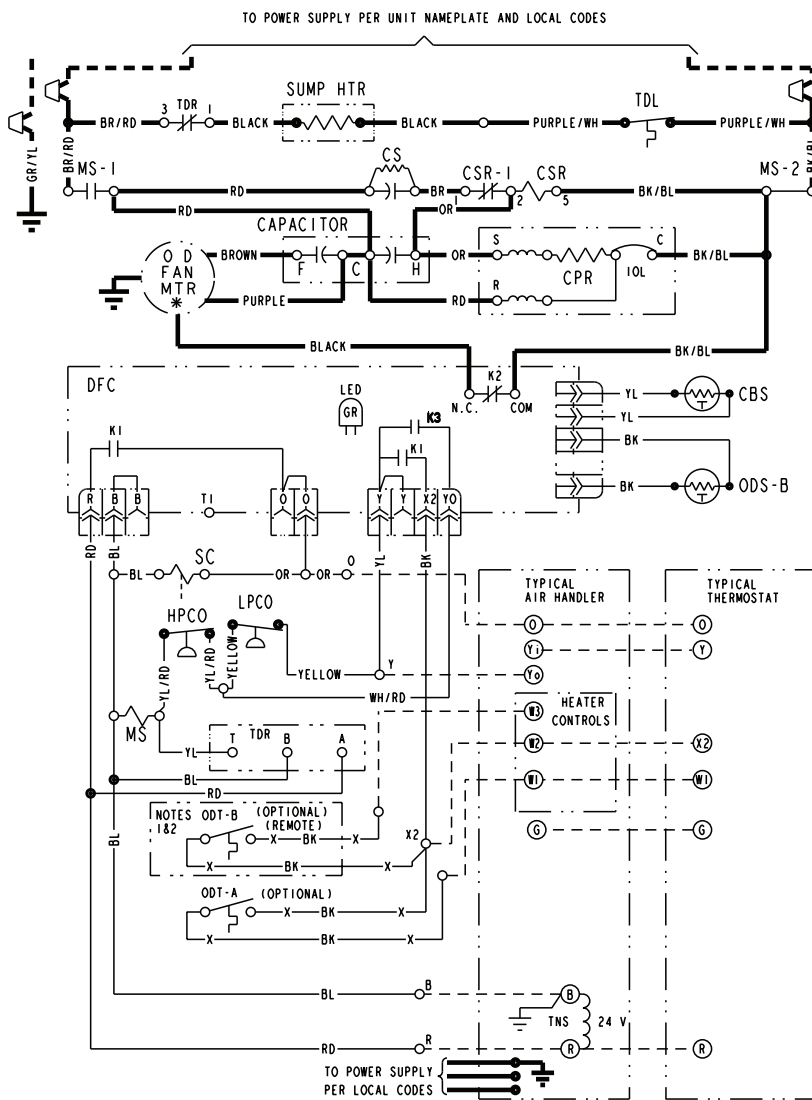 TO POWER SUPPLY PER UNIT NAMEPLATE AND LOCAL CODES
SUMP HTR
TDR
3 1
TDL
BR/RD BLACK BLACK PURPLE/WH PURPLE/WH
GR/YL
BR/RD
BK/BL
MS-1
CS
CSR-1
CSR
MS-2
RD BR 1 2 5 BK/BL
RD OR
CAPACITOR
O D
FAN
MTR
*
BROWN F C H OR S CPR IOL C BK/BL
PURPLE RD R
BLACK BK/BL
DFC
LED
GR
K2
N.C. COM
K3
K1
K1
YL CBS
YL
BK
BK ODS-B
R B B T1 O O Y Y X2 YO
RD BL YL BK
SC
BL OR OR O
TYPICAL
AIR HANDLER
TYPICAL
THERMOSTAT
HPCO
LPCO
O O
Yi Y
YL/RD YL/RD YELLOW YELLOW Y Yo
WH/RD
HEATER
CONTROLS
W3
MS
TDR
YL T B A
W2 X2
BL
RD
W1 W1
NOTES
1&2
ODT-B
(OPTIONAL)
(REMOTE)
X BK X
X2
G G
BL
X BK X
ODT-A (OPTIONAL)
X BK X
X BK X
BL B B
TNS 24 V
RD R R R
TO POWER SUPPLY
PER LOCAL CODES